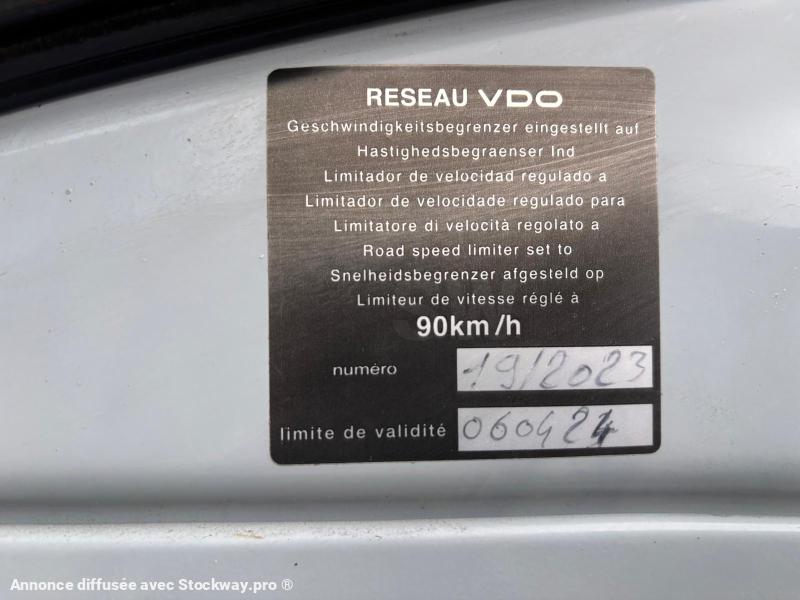 RESEAU VDO
Geschwindigkeitsbegrenzer eingestellt auf
Hastighedsbegraenser Ind
Limitador de velocidad regulado a
Limitador de velocidade regulado para
Limitatore di velocità regolato a
Road speed limiter set to
Snelheidsbegrenzer afgesteld op
Limiteur de vitesse réglé à
90km/h
numéro 19/2023
limite de validité 060424
Annonce diffusée avec Stockway.pro ®